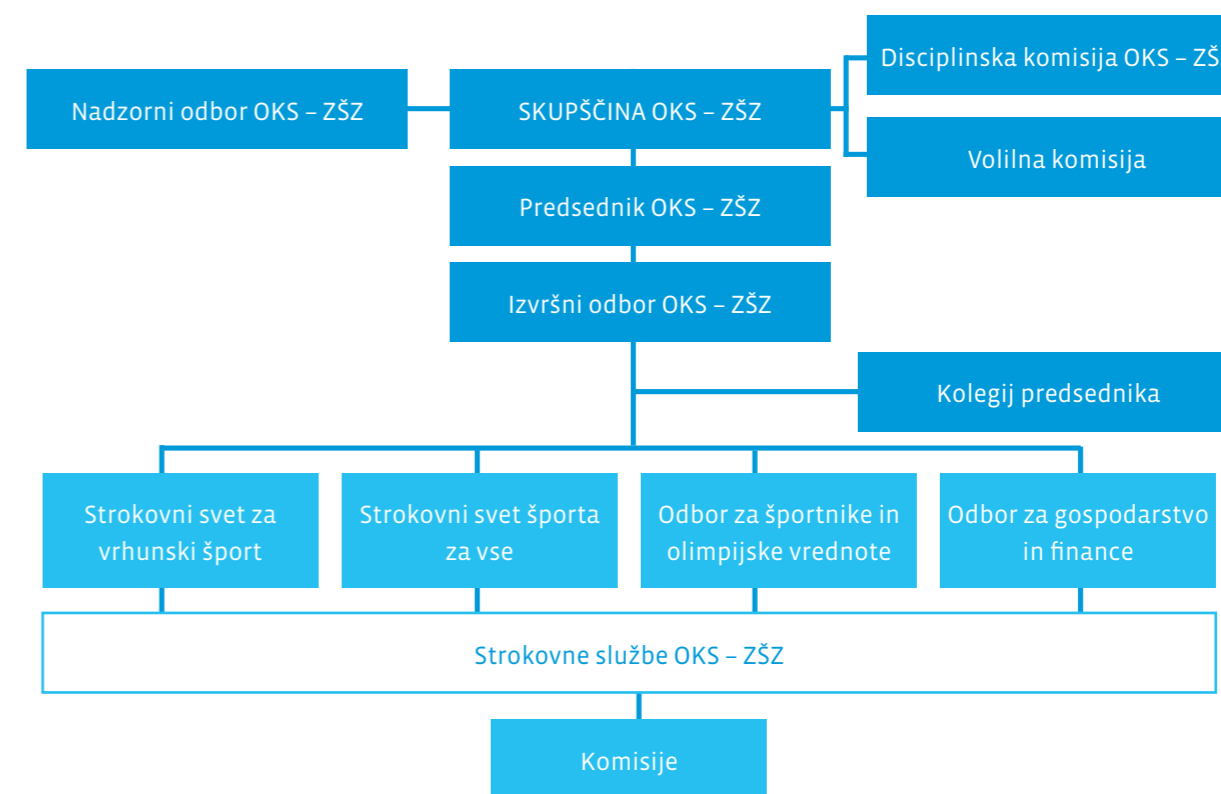 Disciplinska komisija OKS – ZŠ
Nadzorni odbor OKS – ZŠZ
SKUPŠČINA OKS – ZŠZ
Volilna komisija
Predsednik OKS – ZŠZ
Izvršni odbor OKS – ZŠZ
Kolegij predsednika
Strokovni svet za
vrhunski šport
Strokovni svet športa
za vse
Odbor za športnike in
olimpijske vrednote
Odbor za gospodarstvo
in finance
Strokovne službe OKS – ZŠZ
Komisije